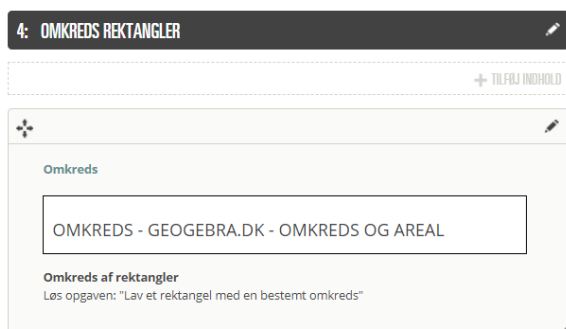 4: OMKREDS REKTANGLER
TILFØJ INDHOLD
Omkreds
OMKREDS - GEOGEBRA.DK - OMKREDS OG AREAL
Omkreds af rektangler
Løs opgaven: "Lav et rektangel med en bestemt omkreds"